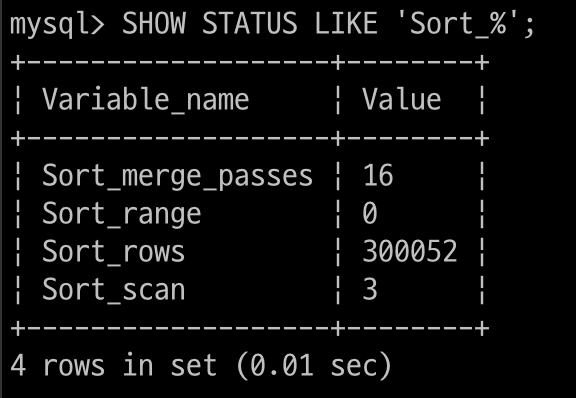 mysql> SHOW STATUS LIKE 'Sort_%';
+-------------------+--------+
¦ Variable_name     ¦ Value  ¦
+-------------------+--------+
¦ Sort_merge_passes ¦ 16     ¦
¦ Sort_range        ¦ 0      ¦
¦ Sort_rows         ¦ 300052 ¦
¦ Sort_scan         ¦ 3      ¦
+-------------------+--------+
4 rows in set (0.01 sec)